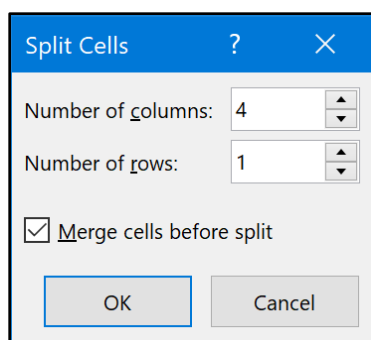 Split Cells ?
Number of columns: 4
Number of rows: 1
Merge cells before split
OK Cancel